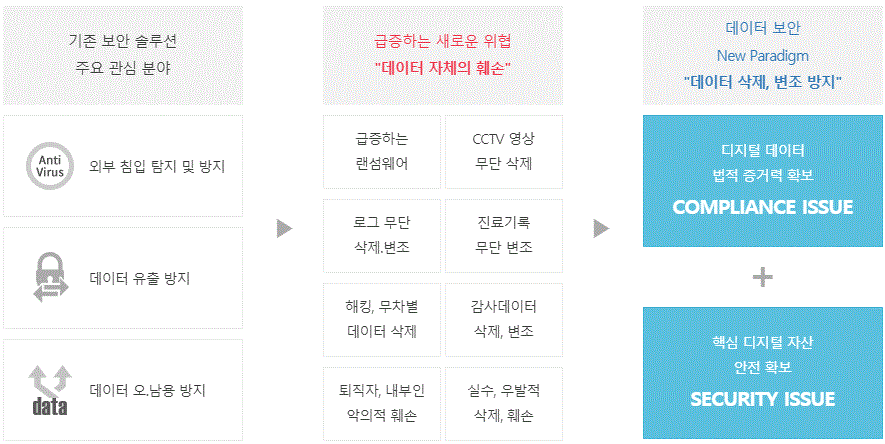 기존 보안 솔루션
주요 관심 분야
Anti
Virus
외부 침입 탐지 및 방지
데이터 유출 방지
data
데이터 오.남용 방지
급증하는 새로운 위협
"데이터 자체의 훼손"
급증하는
랜섬웨어
CCTV 영상
무단 삭제
로그 무단
삭제.변조
진료기록
무단 변조
해킹, 무차별
데이터 삭제
감사데이터
삭제, 변조
퇴직자, 내부인
악의적 훼손
실수, 우발적
삭제, 훼손
데이터 보안
New Paradigm
"데이터 삭제, 변조 방지"
디지털 데이터
법적 증거력 확보
COMPLIANCE ISSUE
+
핵심 디지털 자산
안전 확보
SECURITY ISSUE